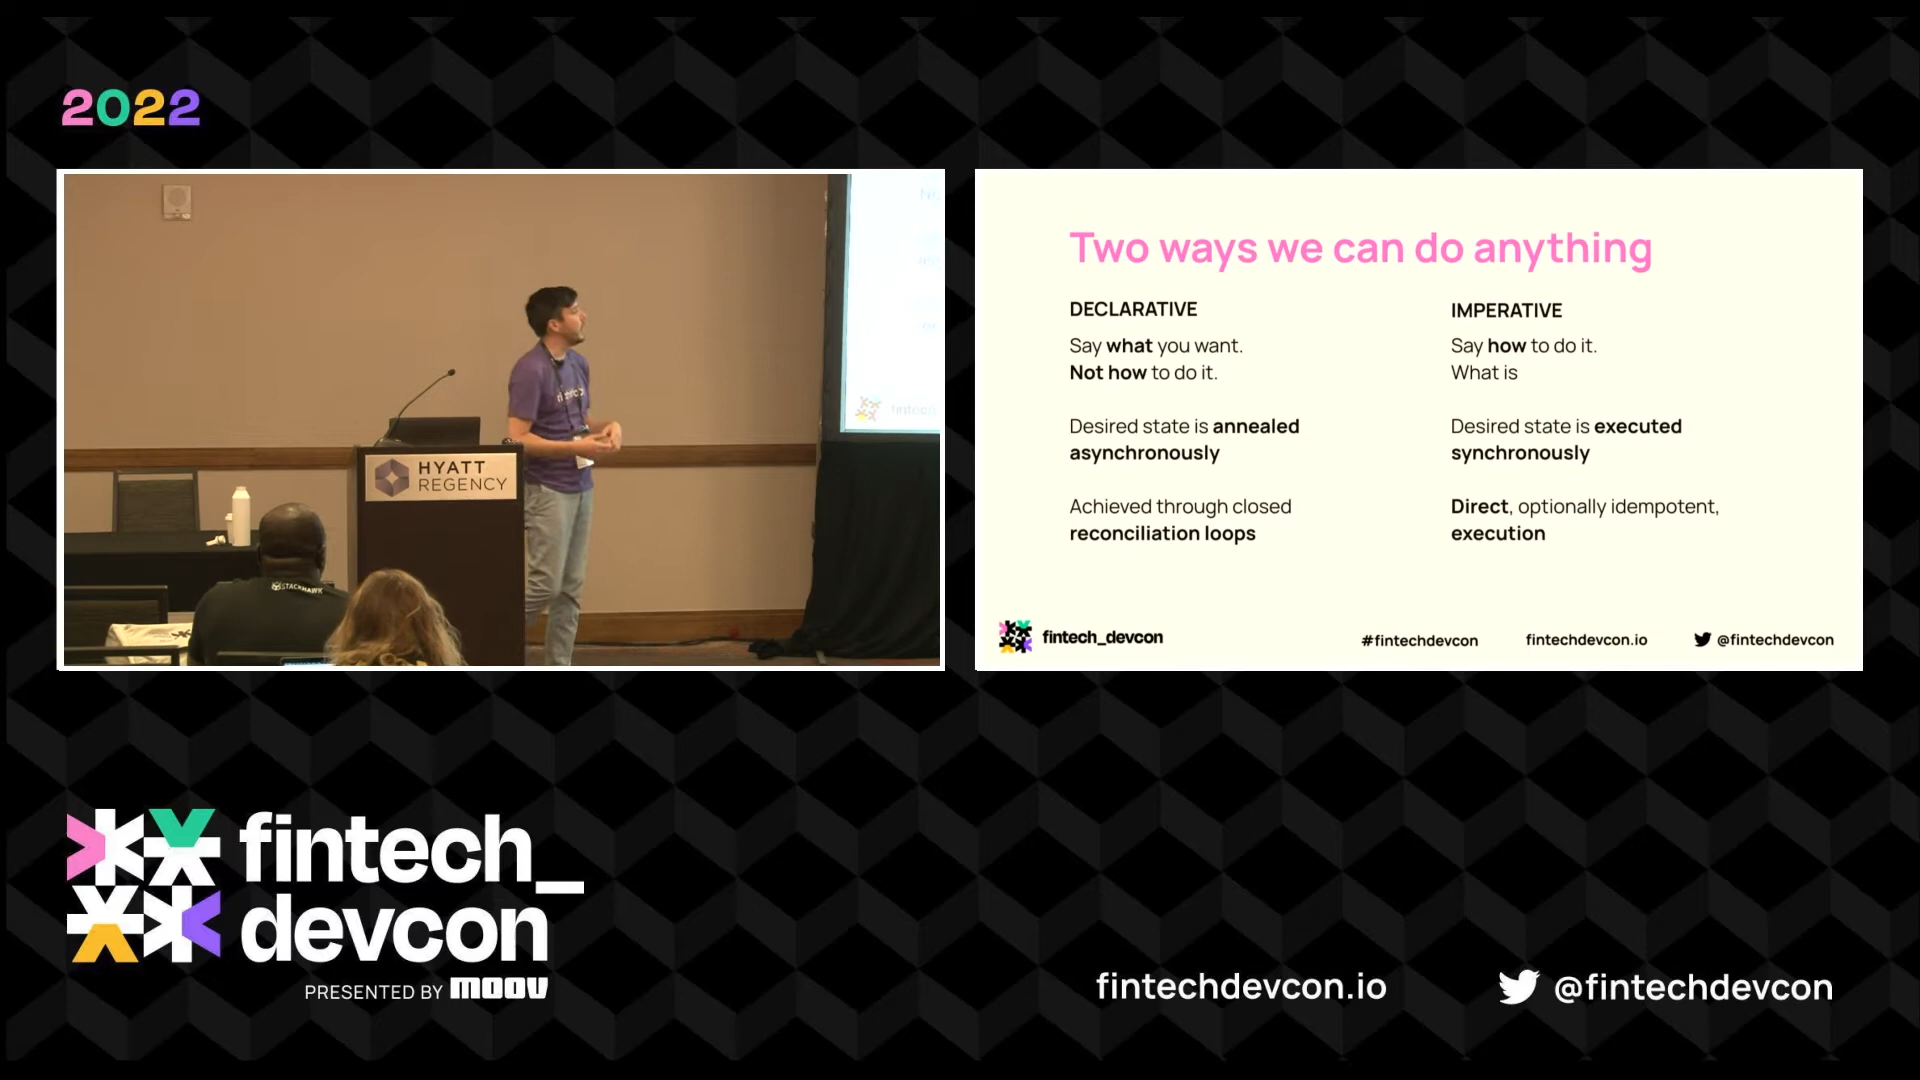 2022
HYATT
REGENCY
STACKHAWK
Two ways we can do anything
DECLARATIVE
Say what you want.
Not how to do it.
Desired state is annealed
asynchronously
Achieved through closed
reconciliation loops
IMPERATIVE
Say how to do it.
What is
Desired state is executed
synchronously
Direct, optionally idempotent,
execution
fintech_devcon
#fintechdevcon
fintechdevcon.io
@fintechdevcon
fintech_
devcon
PRESENTED BY moov
fintechdevcon.io
@fintechdevcon